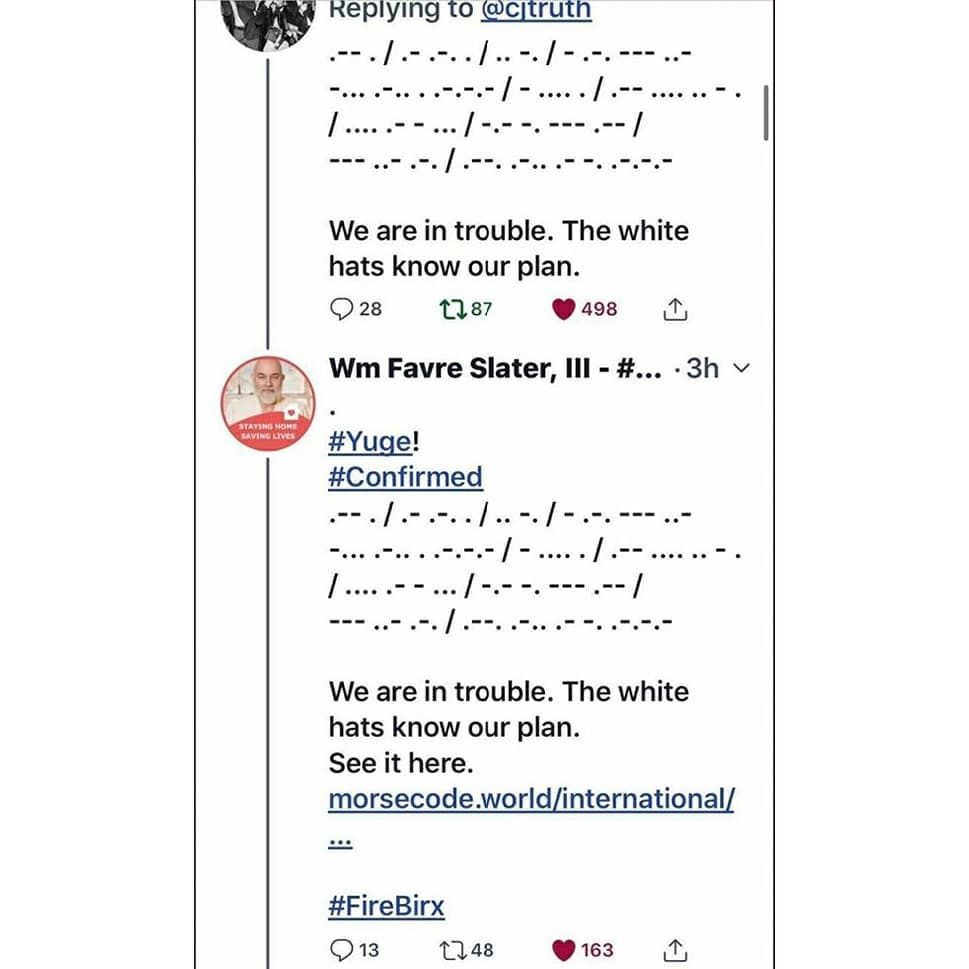 Replying to @cjtruth
.-- . / .- .-. . / .. -. / - .-. --- ..-
-... .-.. . .-.-.- / - .... . / .-- .... .. - .
/ .... .- - ... / -.- -. --- .-- /
--- ..- .-. / .--. .-.. .- -. .-.-.-
We are in trouble. The white
hats know our plan.
28 87 498
Wm Favre Slater, III - #... · 3h
STAYING HOME
SAVING LIVES
.
#Yuge!
#Confirmed
.-- . / .- .-. . / .. -. / - .-. --- ..-
-... .-.. . .-.-.- / - .... . / .-- .... .. - .
/ .... .- - ... / -.- -. --- .-- /
--- ..- .-. / .--. .-.. .- -. .-.-.-
We are in trouble. The white
hats know our plan.
See it here.
morsecode.world/international/
...
#FireBirx
13 48 163